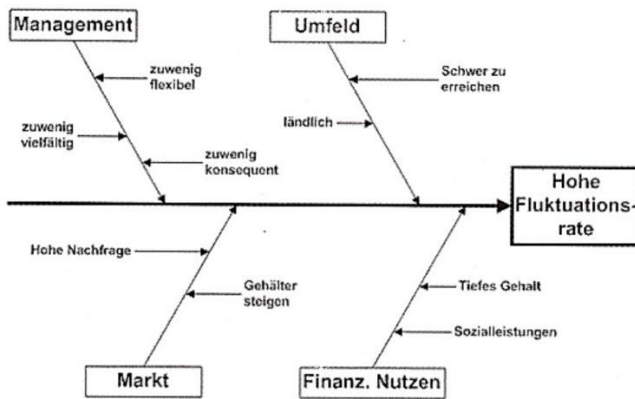 Management
Umfeld
zuwenig
flexibel
Schwer zu
erreichen
zuwenig
vielfältig
ländlich
zuwenig
konsequent
Hohe
Fluktuations-
rate
Hohe Nachfrage
Gehälter
steigen
Tiefes Gehalt
Sozialleistungen
Markt
Finanz. Nutzen